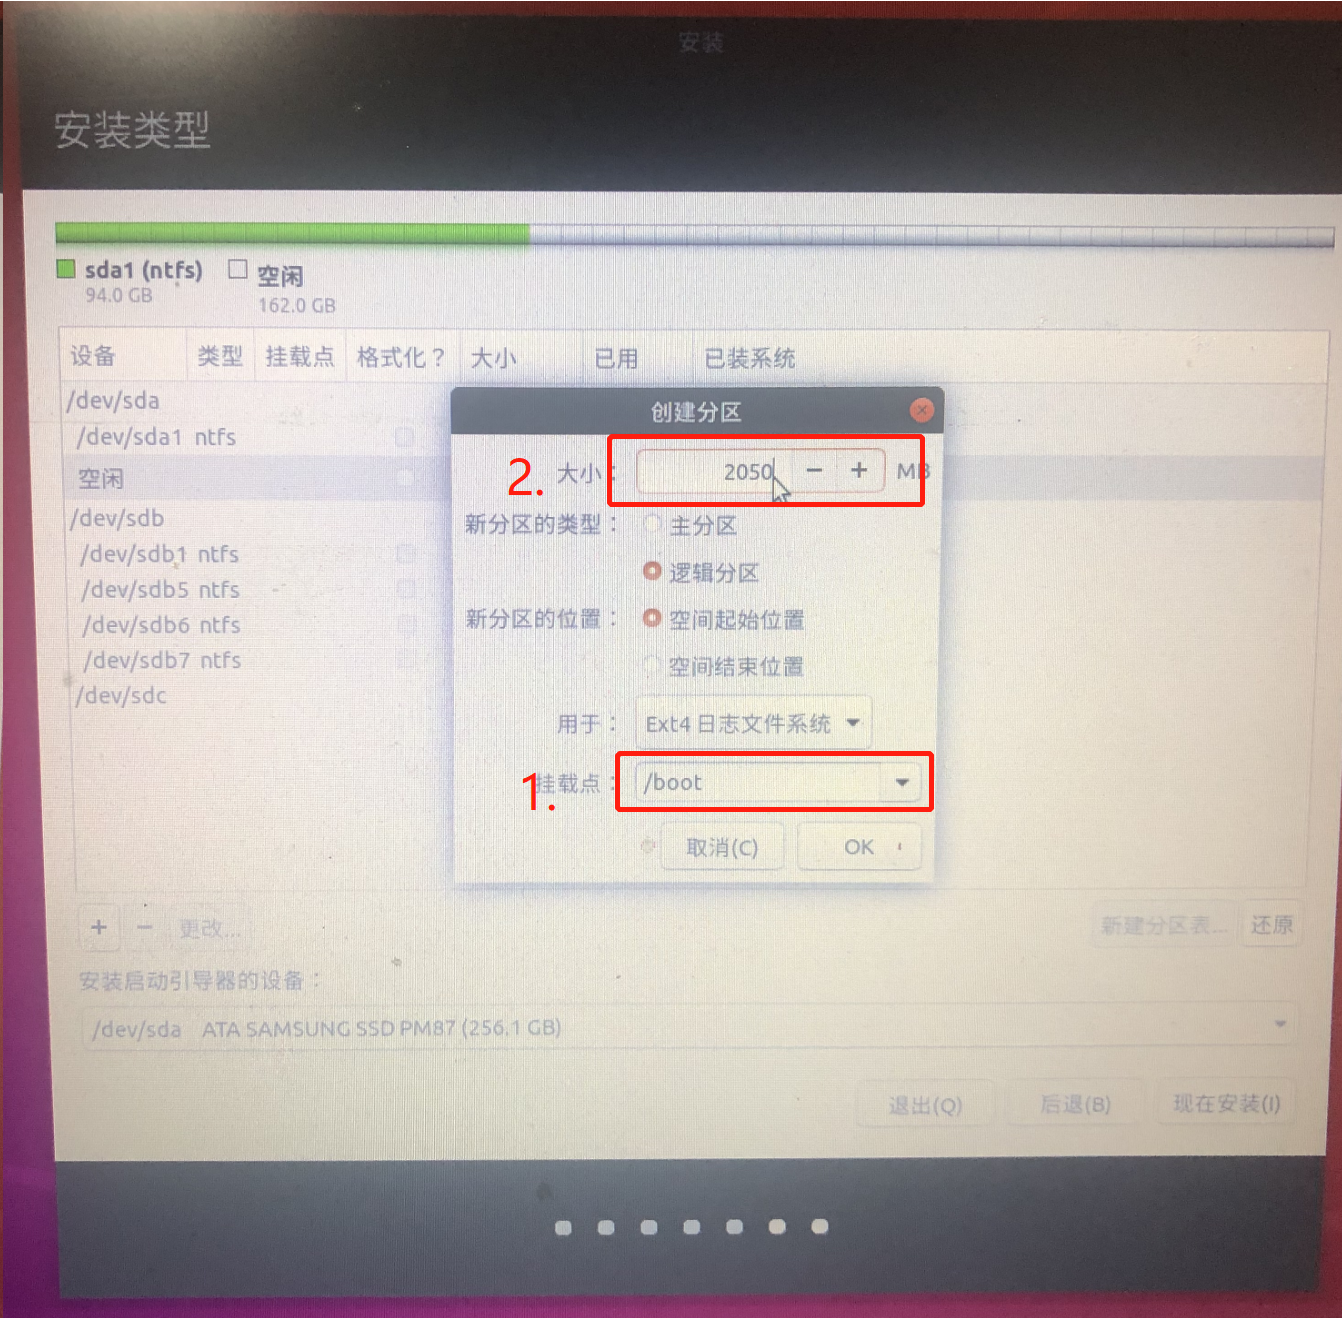 安装
安装类型
sda1 (ntfs)
94.0 GB
空闲
162.0 GB
设备 类型 挂载点 格式化？ 大小 已用 已装系统
/dev/sda
/dev/sda1 ntfs
空闲
/dev/sdb
/dev/sdb1 ntfs
/dev/sdb5 ntfs
/dev/sdb6 ntfs
/dev/sdb7 ntfs
/dev/sdc
创建分区
2. 大小： 2050 − + MB
新分区的类型： 主分区
逻辑分区
新分区的位置： 空间起始位置
空间结束位置
用于： Ext4 日志文件系统
1. 挂载点： /boot
取消(C) OK
+ − 更改... 新建分区表... 还原
安装启动引导器的设备：
/dev/sda ATA SAMSUNG SSD PM87 (256.1 GB)
退出(Q) 后退(B) 现在安装(I)